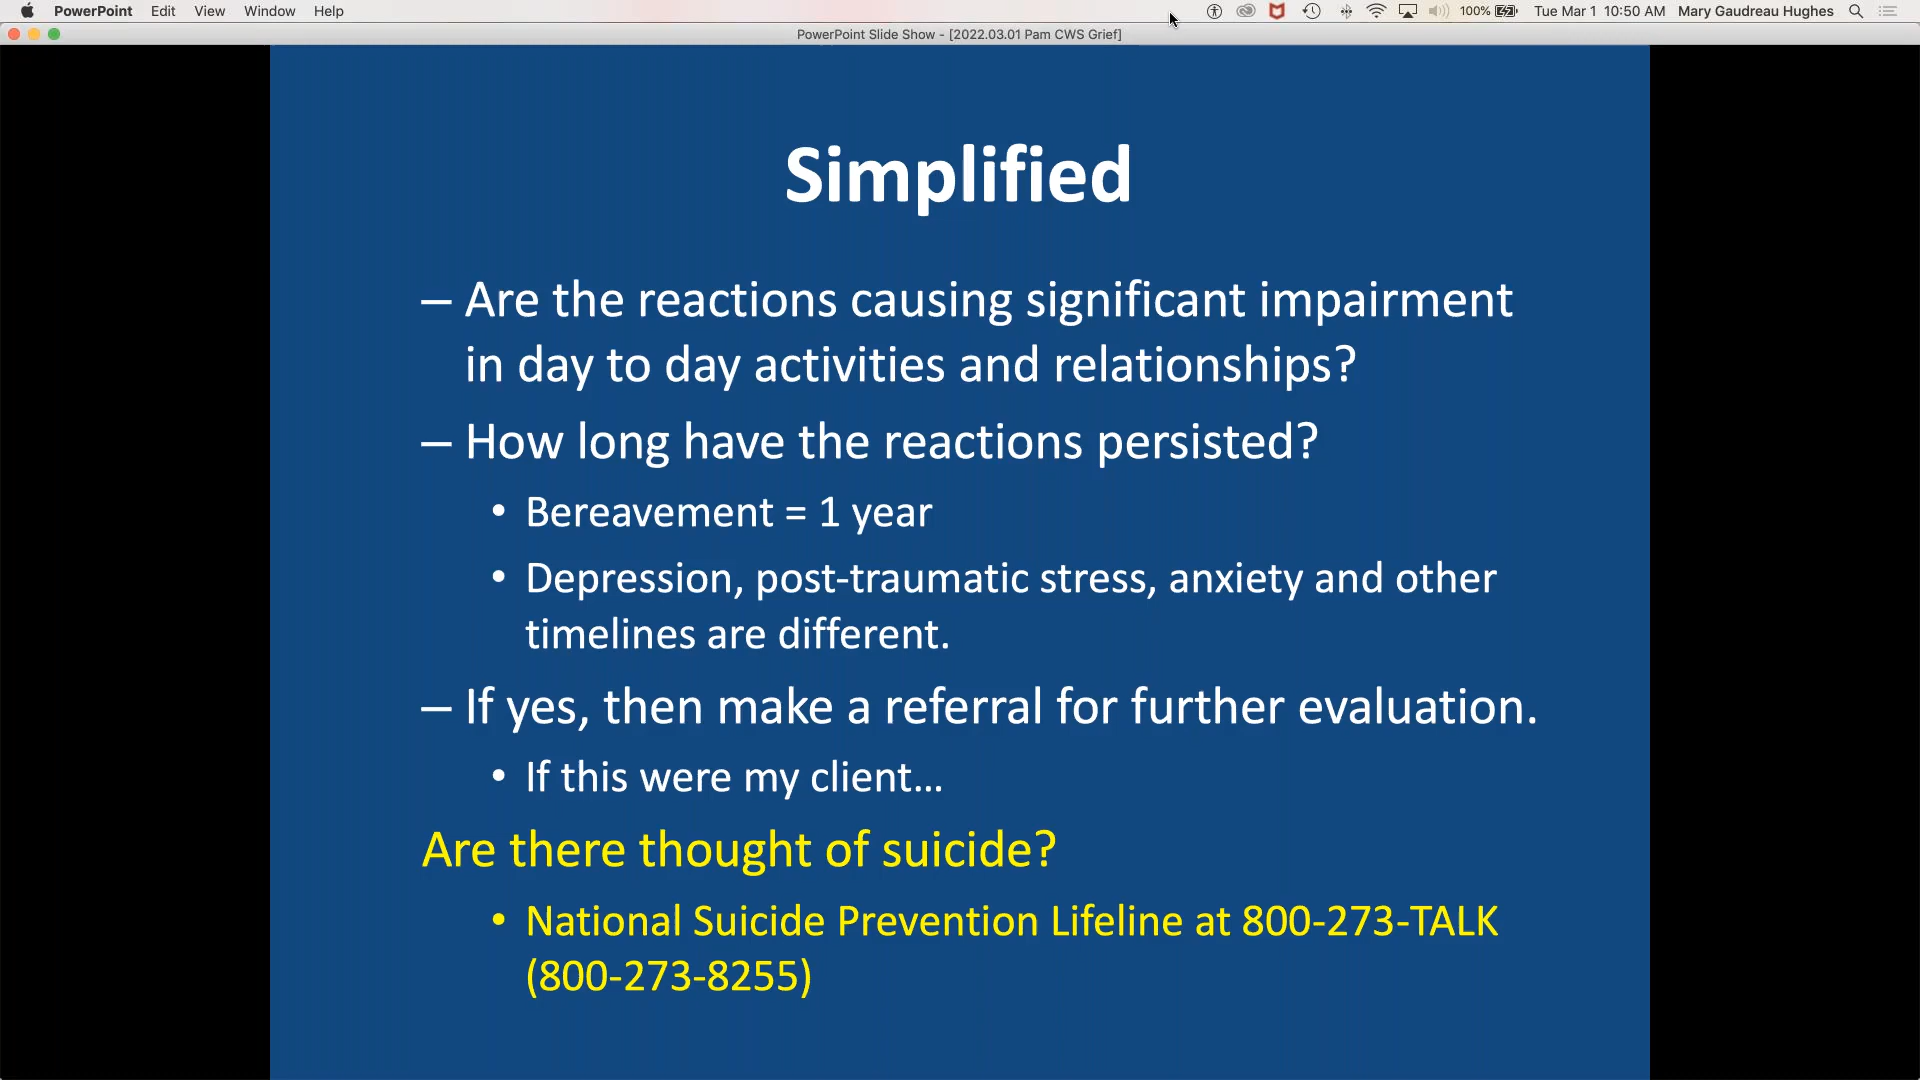 PowerPoint Edit View Window Help 100% Tue Mar 1 10:50 AM Mary Gaudreau Hughes
PowerPoint Slide Show - [2022.03.01 Pam CWS Grief]
Simplified
– Are the reactions causing significant impairment
in day to day activities and relationships?
– How long have the reactions persisted?
• Bereavement = 1 year
• Depression, post-traumatic stress, anxiety and other
timelines are different.
– If yes, then make a referral for further evaluation.
• If this were my client…
Are there thought of suicide?
• National Suicide Prevention Lifeline at 800-273-TALK
(800-273-8255)